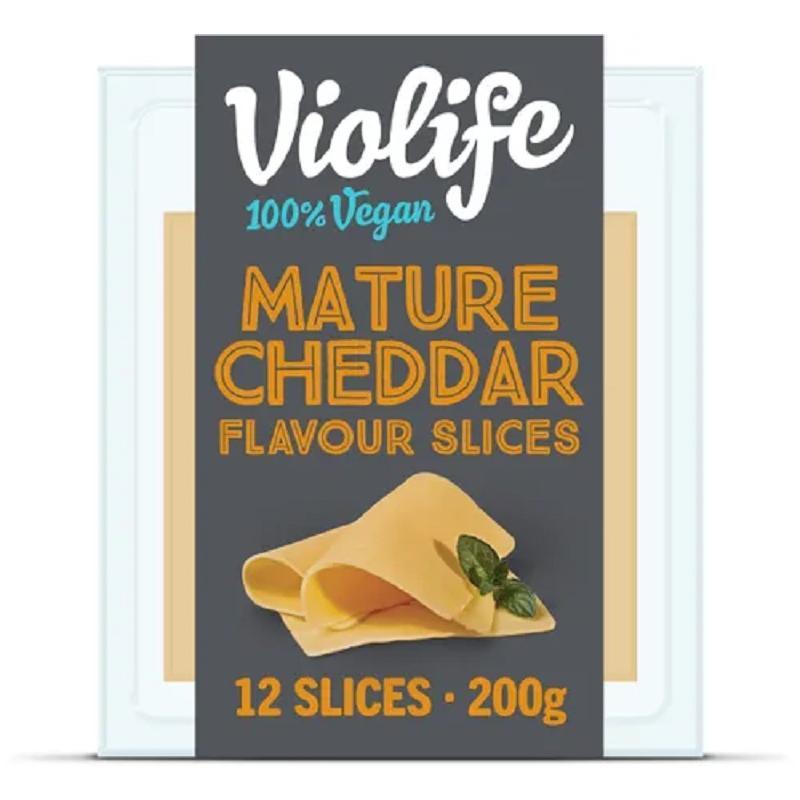 Violife
100% Vegan
MATURE
CHEDDAR
FLAVOUR SLICES
12 SLICES · 200g